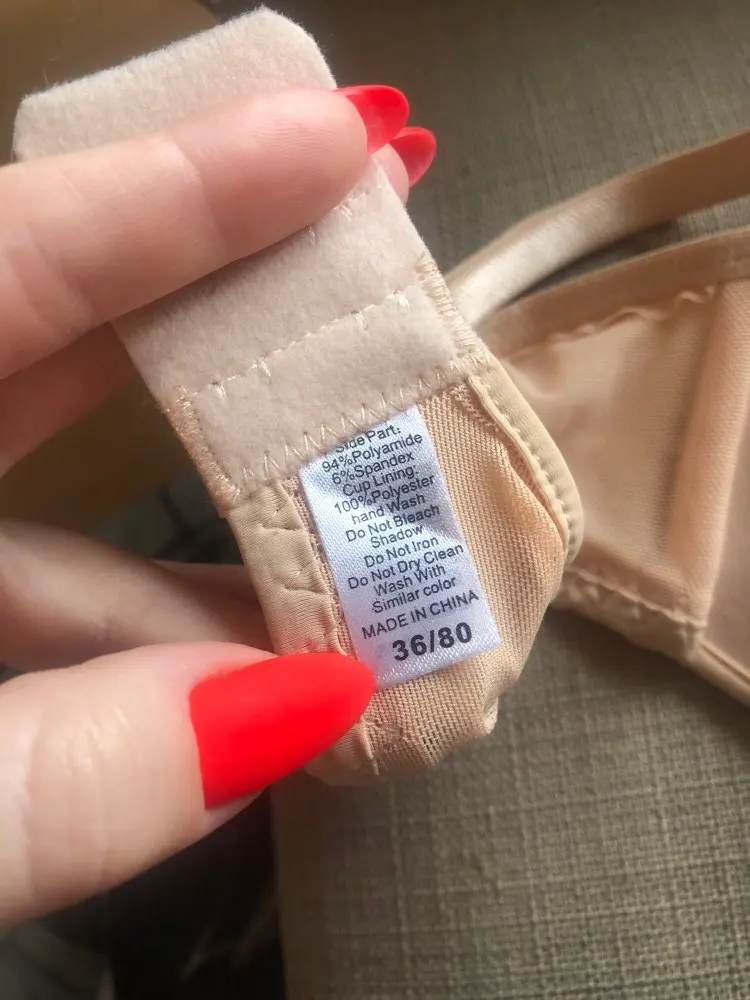 Side Part:
94%Polyamide
6%Spandex
Cup Lining:
100%Polyester
hand Wash
Do Not Bleach
Shadow
Do Not Iron
Do Not Dry Clean
Wash With
Similar color
MADE IN CHINA
36/80